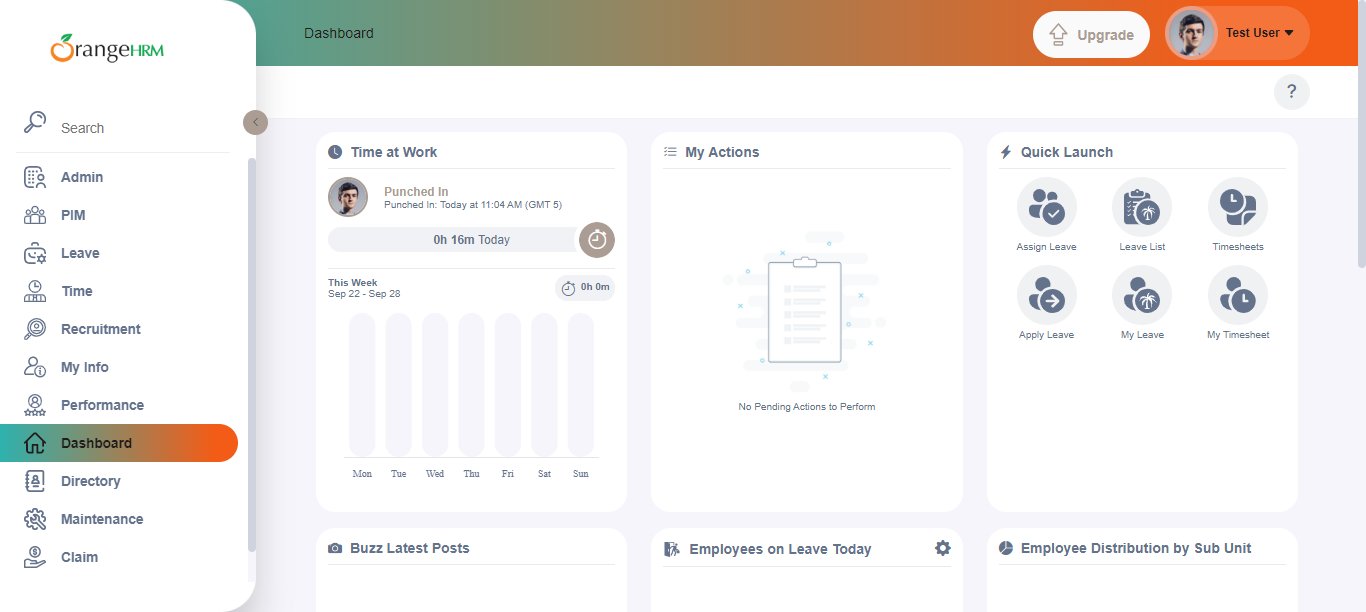 OrangeHRM
Search
Admin
PIM
Leave
Time
Recruitment
My Info
Performance
Dashboard
Directory
Maintenance
Claim
Dashboard
Upgrade
Test User
?
Time at Work
Punched In
Punched In: Today at 11:04 AM (GMT 5)
0h 16m Today
This Week
Sep 22 - Sep 28
0h 0m
Mon Tue Wed Thu Fri Sat Sun
My Actions
No Pending Actions to Perform
Quick Launch
Assign Leave Leave List Timesheets
Apply Leave My Leave My Timesheet
Buzz Latest Posts
Employees on Leave Today
Employee Distribution by Sub Unit